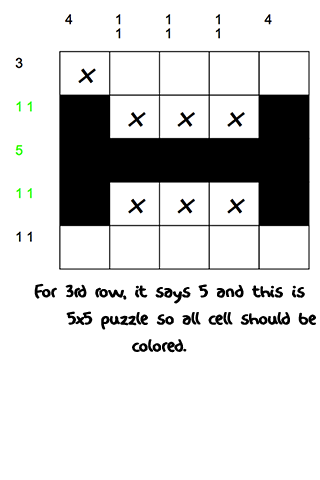 4 1 1 1 4
1 1 1
3
1 1
5
1 1
1 1
For 3rd row, it says 5 and this is
5x5 puzzle so all cell should be
colored.